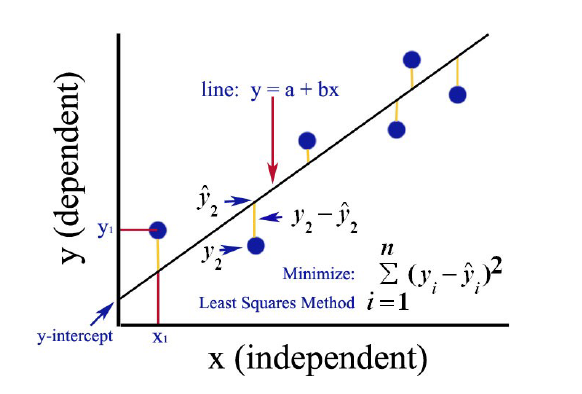 line: y = a + bx
y (dependent)
ŷ₂
y₂ – ŷ₂
y₁
y₂
n
Minimize: Σ (yᵢ – ŷᵢ)²
Least Squares Method i = 1
y-intercept
x₁
x (independent)